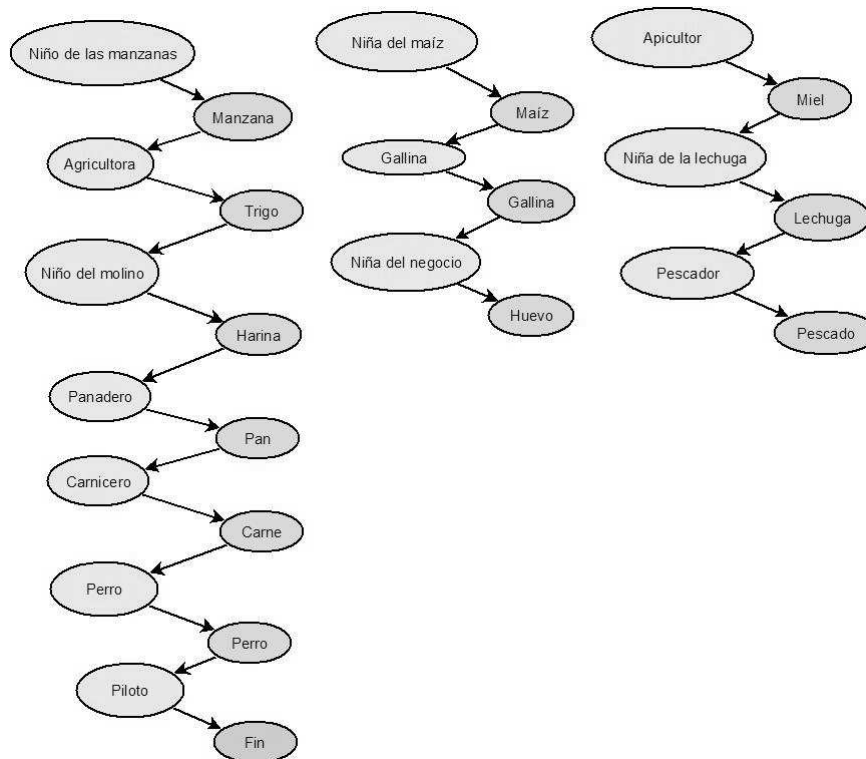 Niño de las manzanas
Manzana
Agricultora
Trigo
Niño del molino
Harina
Panadero
Pan
Carnicero
Carne
Perro
Perro
Piloto
Fin
Niña del maíz
Maíz
Gallina
Gallina
Niña del negocio
Huevo
Apicultor
Miel
Niña de la lechuga
Lechuga
Pescador
Pescado